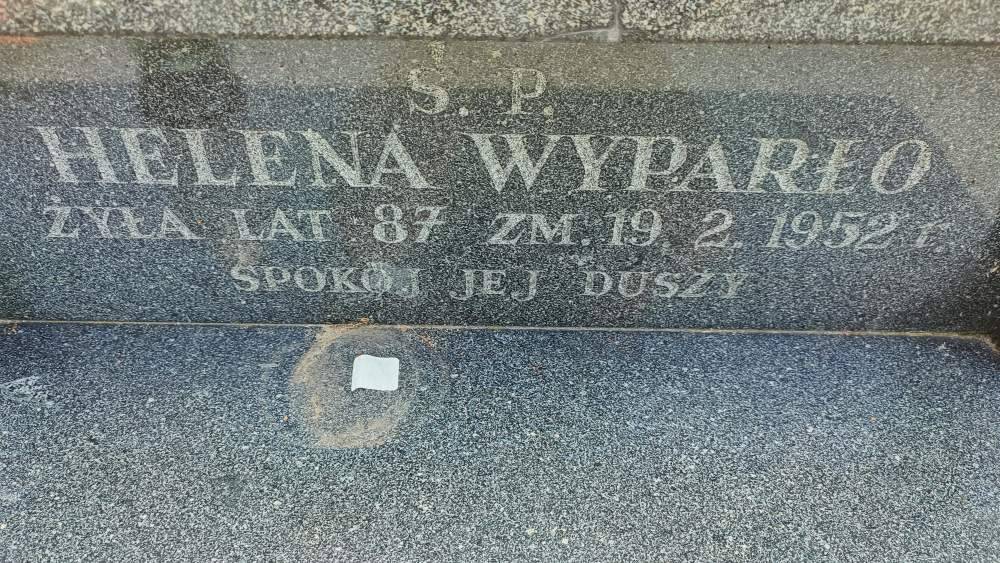 Ś. P.
HELENA WYPARŁO
ŻYŁA LAT 87 ZM. 19. 2. 1952 r
SPOKÓJ JEJ DUSZY